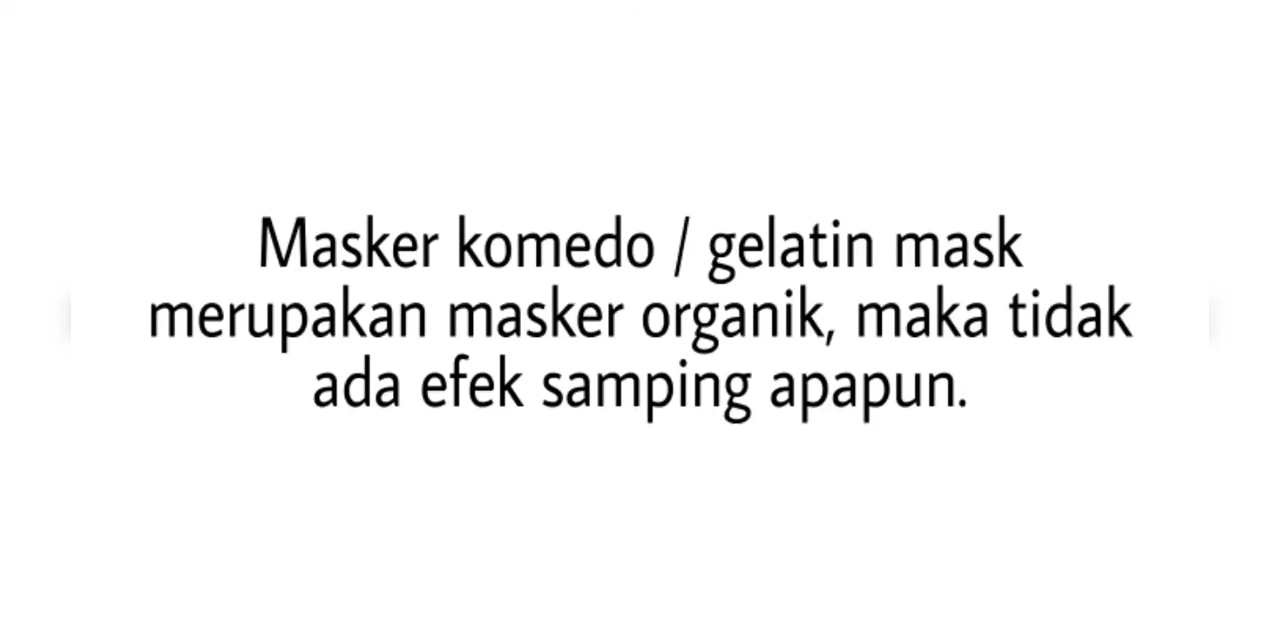 Masker komedo / gelatin mask
merupakan masker organik, maka tidak
ada efek samping apapun.